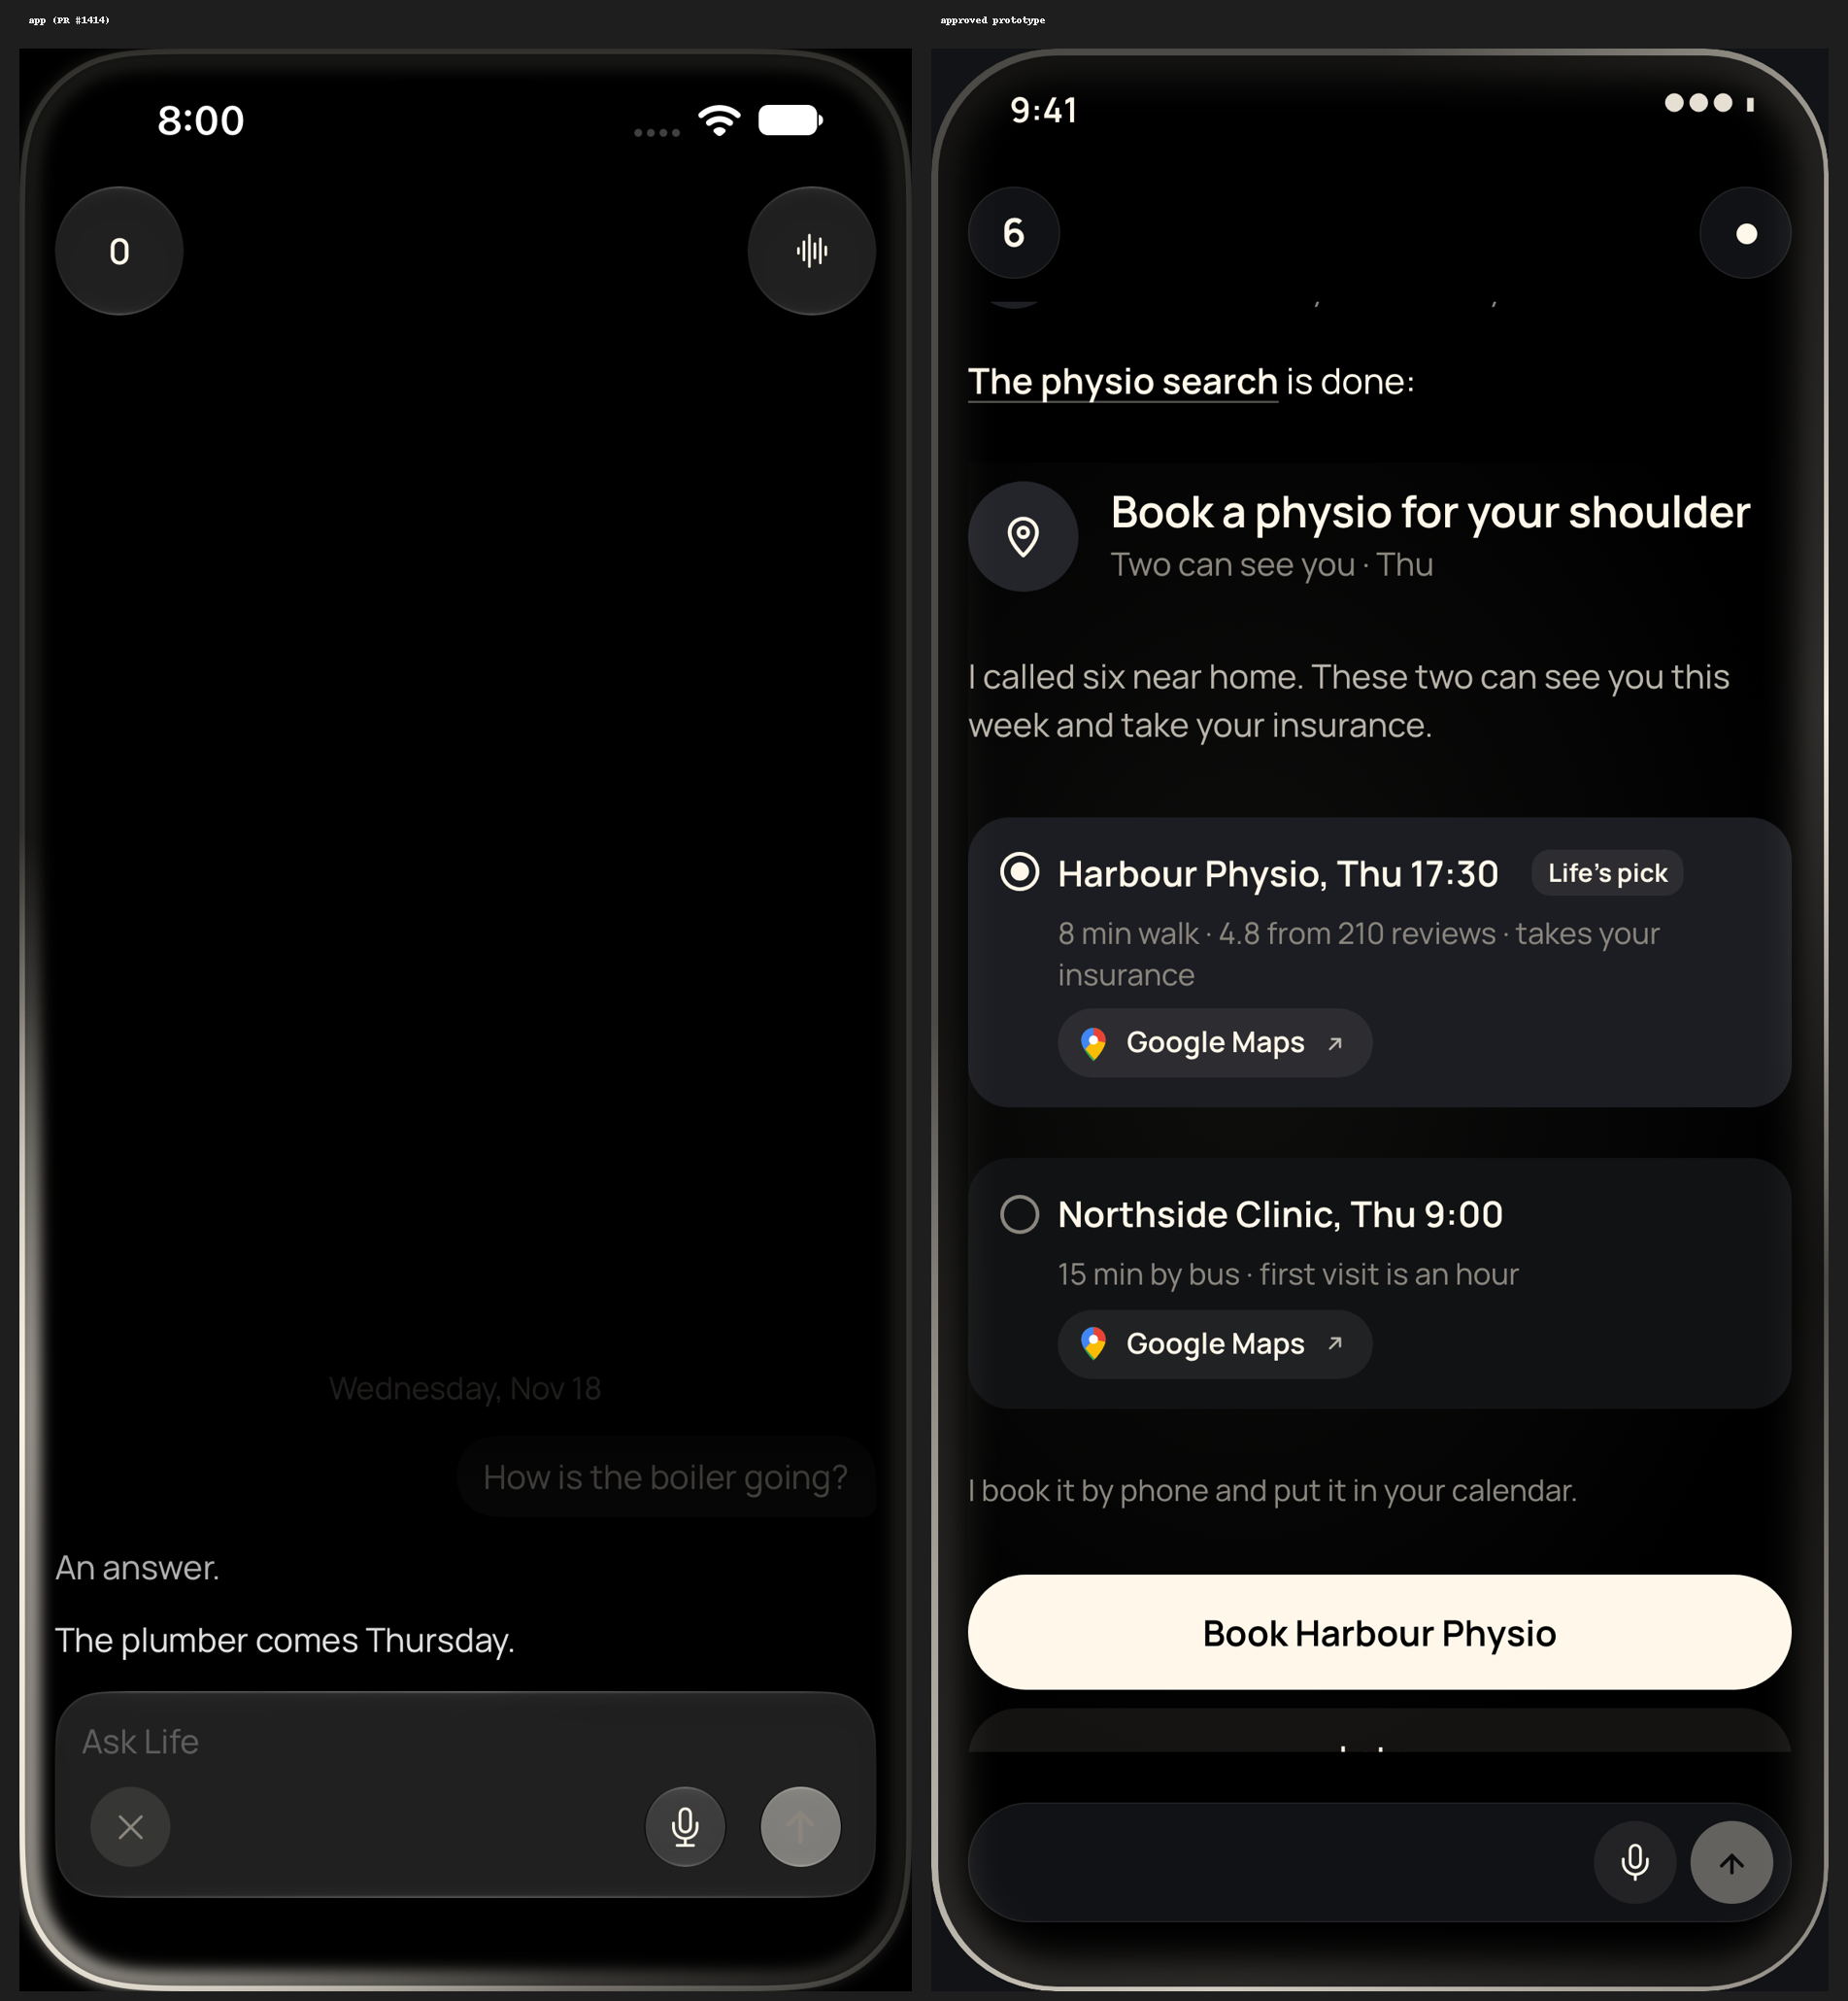 app (PR #1414)
8:00
0
Wednesday, Nov 18
How is the boiler going?
An answer.
The plumber comes Thursday.
Ask Life
approved prototype
9:41
6
The physio search is done:
Book a physio for your shoulder
Two can see you · Thu
I called six near home. These two can see you this
week and take your insurance.
Harbour Physio, Thu 17:30
Life's pick
8 min walk · 4.8 from 210 reviews · takes your
insurance
Google Maps
Northside Clinic, Thu 9:00
15 min by bus · first visit is an hour
Google Maps
I book it by phone and put it in your calendar.
Book Harbour Physio